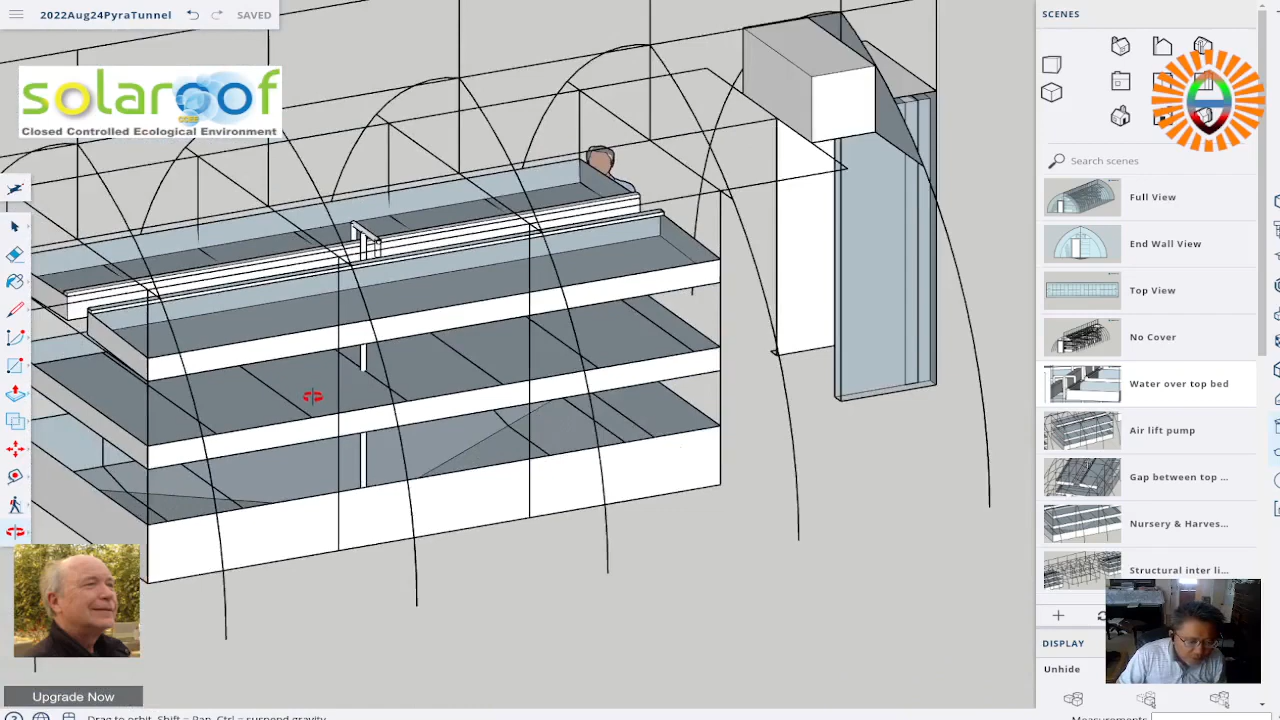 2022Aug24PyraTunnel
SAVED
solaroof
CCEE
Closed Controlled Ecological Environment
SCENES
Search scenes
Full View
End Wall View
Top View
No Cover
Water over top bed
Air lift pump
Gap between top ...
Nursery & Harves...
Structural inter li...
DISPLAY
Unhide
Upgrade Now
Drag to orbit. Shift = Pan, Ctrl = suspend gravity
Measurements